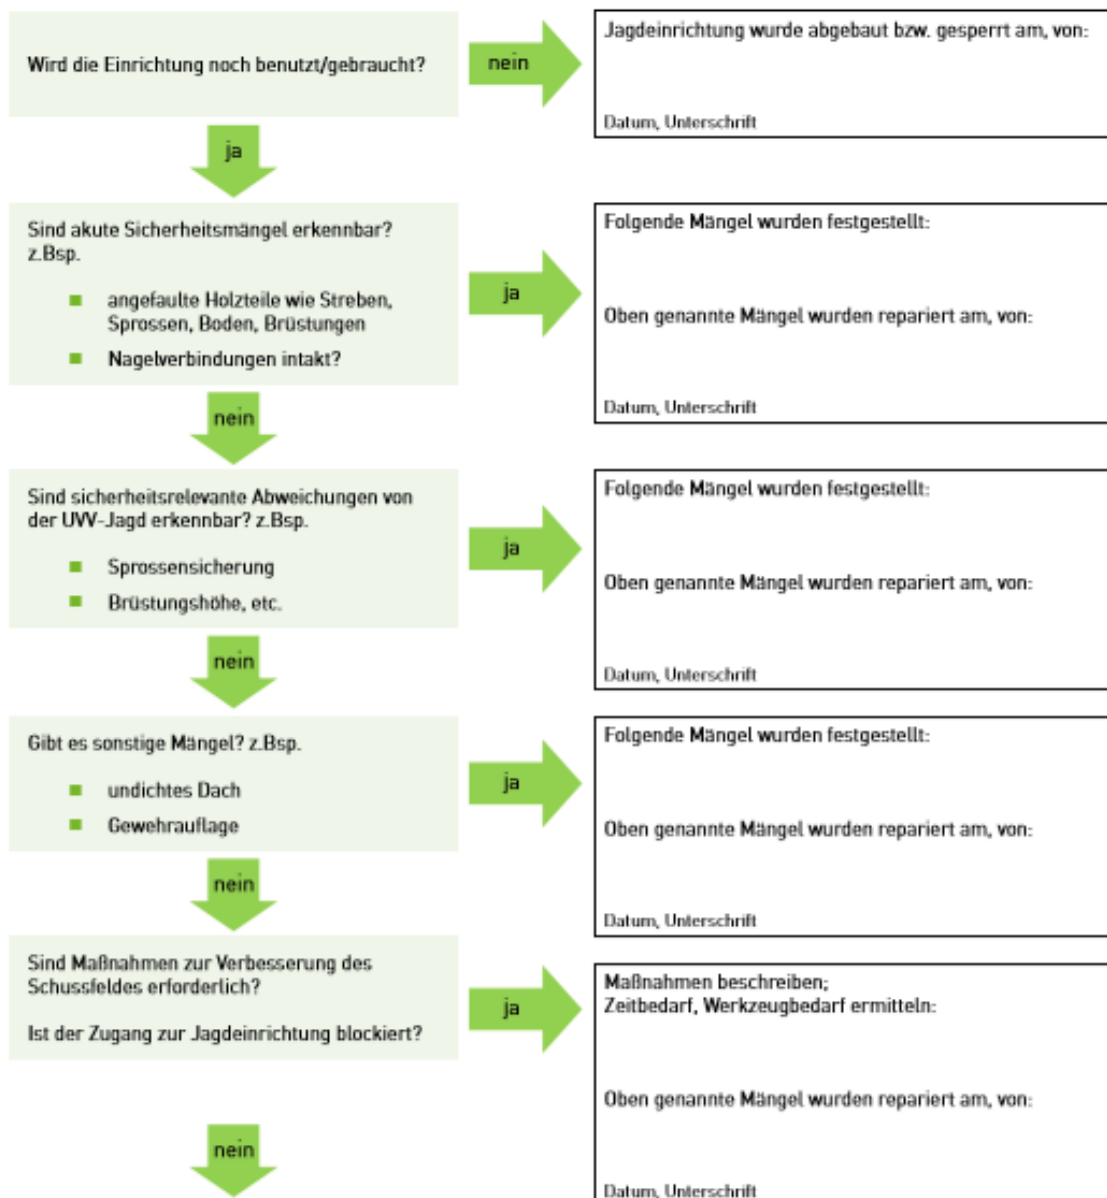 Wird die Einrichtung noch benutzt/gebraucht?
nein
Jagdeinrichtung wurde abgebaut bzw. gesperrt am, von:
Datum, Unterschrift
ja
Sind akute Sicherheitsmängel erkennbar?
z.Bsp.
angefaulte Holzteile wie Streben,
Sprossen, Boden, Brüstungen
Nagelverbindungen intakt?
ja
Folgende Mängel wurden festgestellt:
Oben genannte Mängel wurden repariert am, von:
Datum, Unterschrift
nein
Sind sicherheitsrelevante Abweichungen von
der UVV-Jagd erkennbar? z.Bsp.
Sprossensicherung
Brüstungshöhe, etc.
ja
Folgende Mängel wurden festgestellt:
Oben genannte Mängel wurden repariert am, von:
Datum, Unterschrift
nein
Gibt es sonstige Mängel? z.Bsp.
undichtes Dach
Gewehrauflage
ja
Folgende Mängel wurden festgestellt:
Oben genannte Mängel wurden repariert am, von:
Datum, Unterschrift
nein
Sind Maßnahmen zur Verbesserung des
Schussfeldes erforderlich?
Ist der Zugang zur Jagdeinrichtung blockiert?
ja
Maßnahmen beschreiben;
Zeitbedarf, Werkzeugbedarf ermitteln:
Oben genannte Mängel wurden repariert am, von:
Datum, Unterschrift
nein